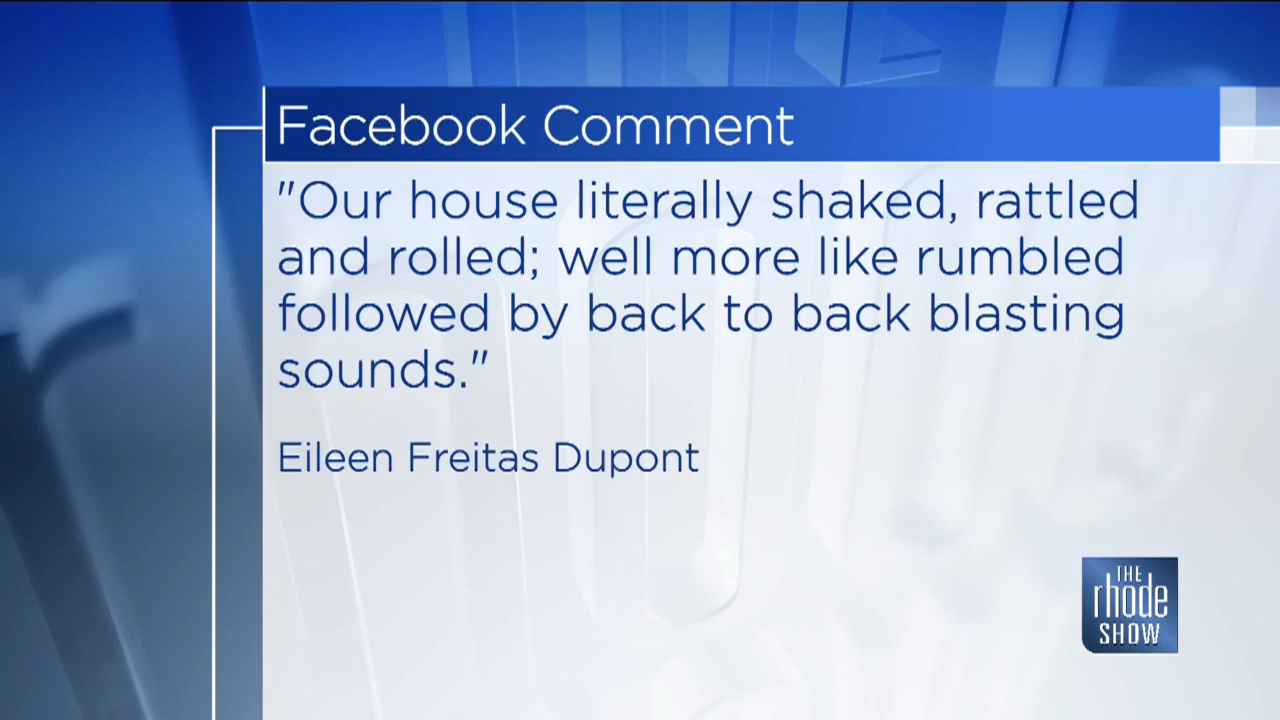 Facebook Comment
"Our house literally shaked, rattled
and rolled; well more like rumbled
followed by back to back blasting
sounds."
Eileen Freitas Dupont
THE
rhode
SHOW